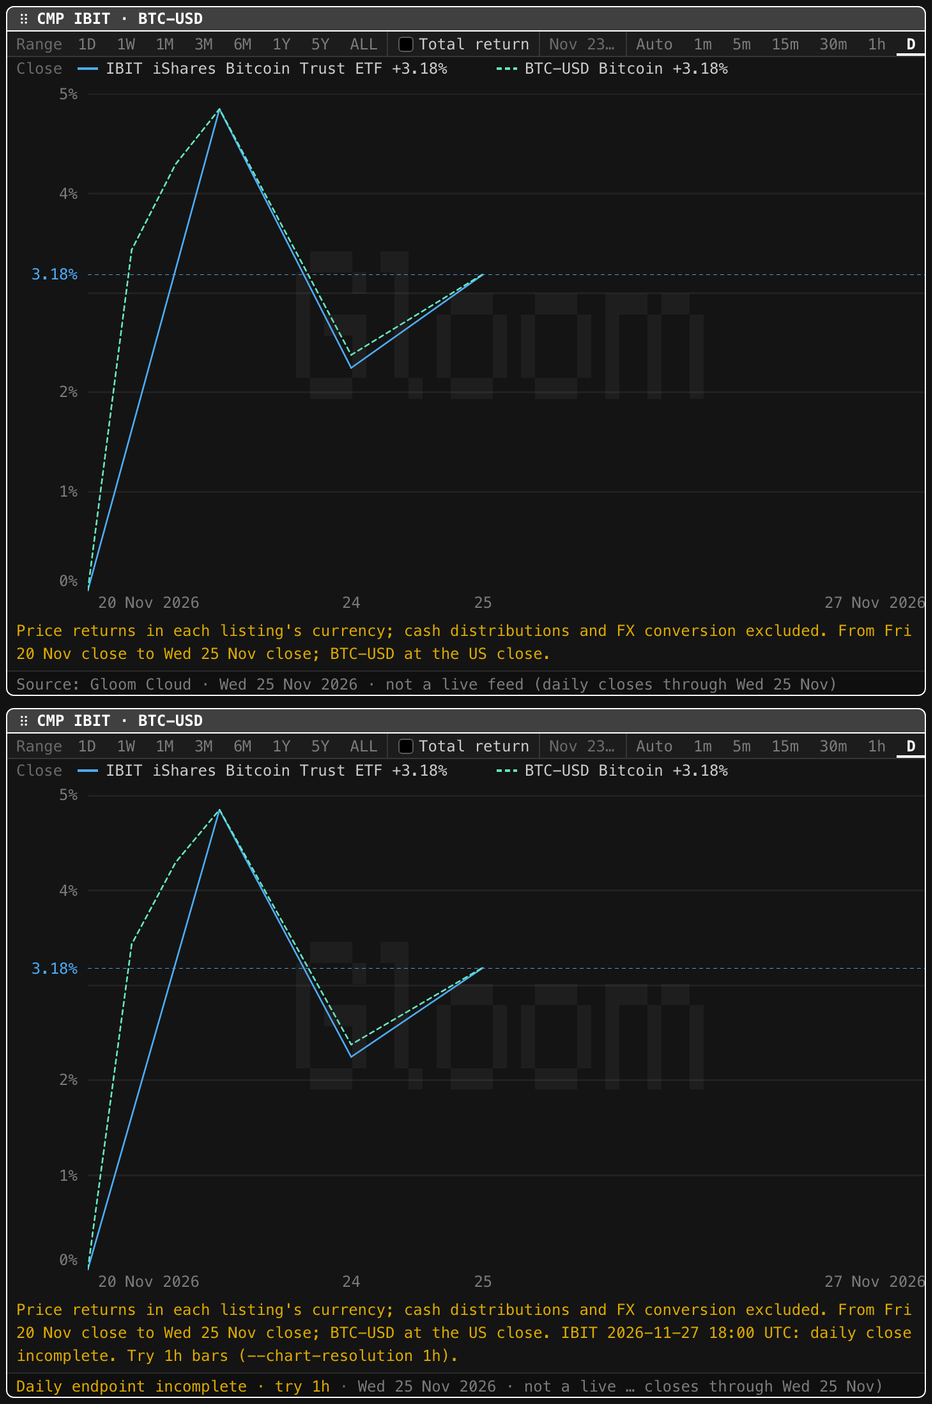 ⠿ CMP IBIT · BTC-USD
Range 1D 1W 1M 3M 6M 1Y 5Y ALL Total return Nov 23… Auto 1m 5m 15m 30m 1h D
Close IBIT iShares Bitcoin Trust ETF +3.18% BTC-USD Bitcoin +3.18%
5%
4%
3.18%
Gloom
2%
1%
0%
20 Nov 2026 24 25 27 Nov 2026
Price returns in each listing's currency; cash distributions and FX conversion excluded. From Fri
20 Nov close to Wed 25 Nov close; BTC-USD at the US close.
Source: Gloom Cloud · Wed 25 Nov 2026 · not a live feed (daily closes through Wed 25 Nov)
⠿ CMP IBIT · BTC-USD
Range 1D 1W 1M 3M 6M 1Y 5Y ALL Total return Nov 23… Auto 1m 5m 15m 30m 1h D
Close IBIT iShares Bitcoin Trust ETF +3.18% BTC-USD Bitcoin +3.18%
5%
4%
3.18%
Gloom
2%
1%
0%
20 Nov 2026 24 25 27 Nov 2026
Price returns in each listing's currency; cash distributions and FX conversion excluded. From Fri
20 Nov close to Wed 25 Nov close; BTC-USD at the US close. IBIT 2026-11-27 18:00 UTC: daily close
incomplete. Try 1h bars (--chart-resolution 1h).
Daily endpoint incomplete · try 1h · Wed 25 Nov 2026 · not a live … closes through Wed 25 Nov)